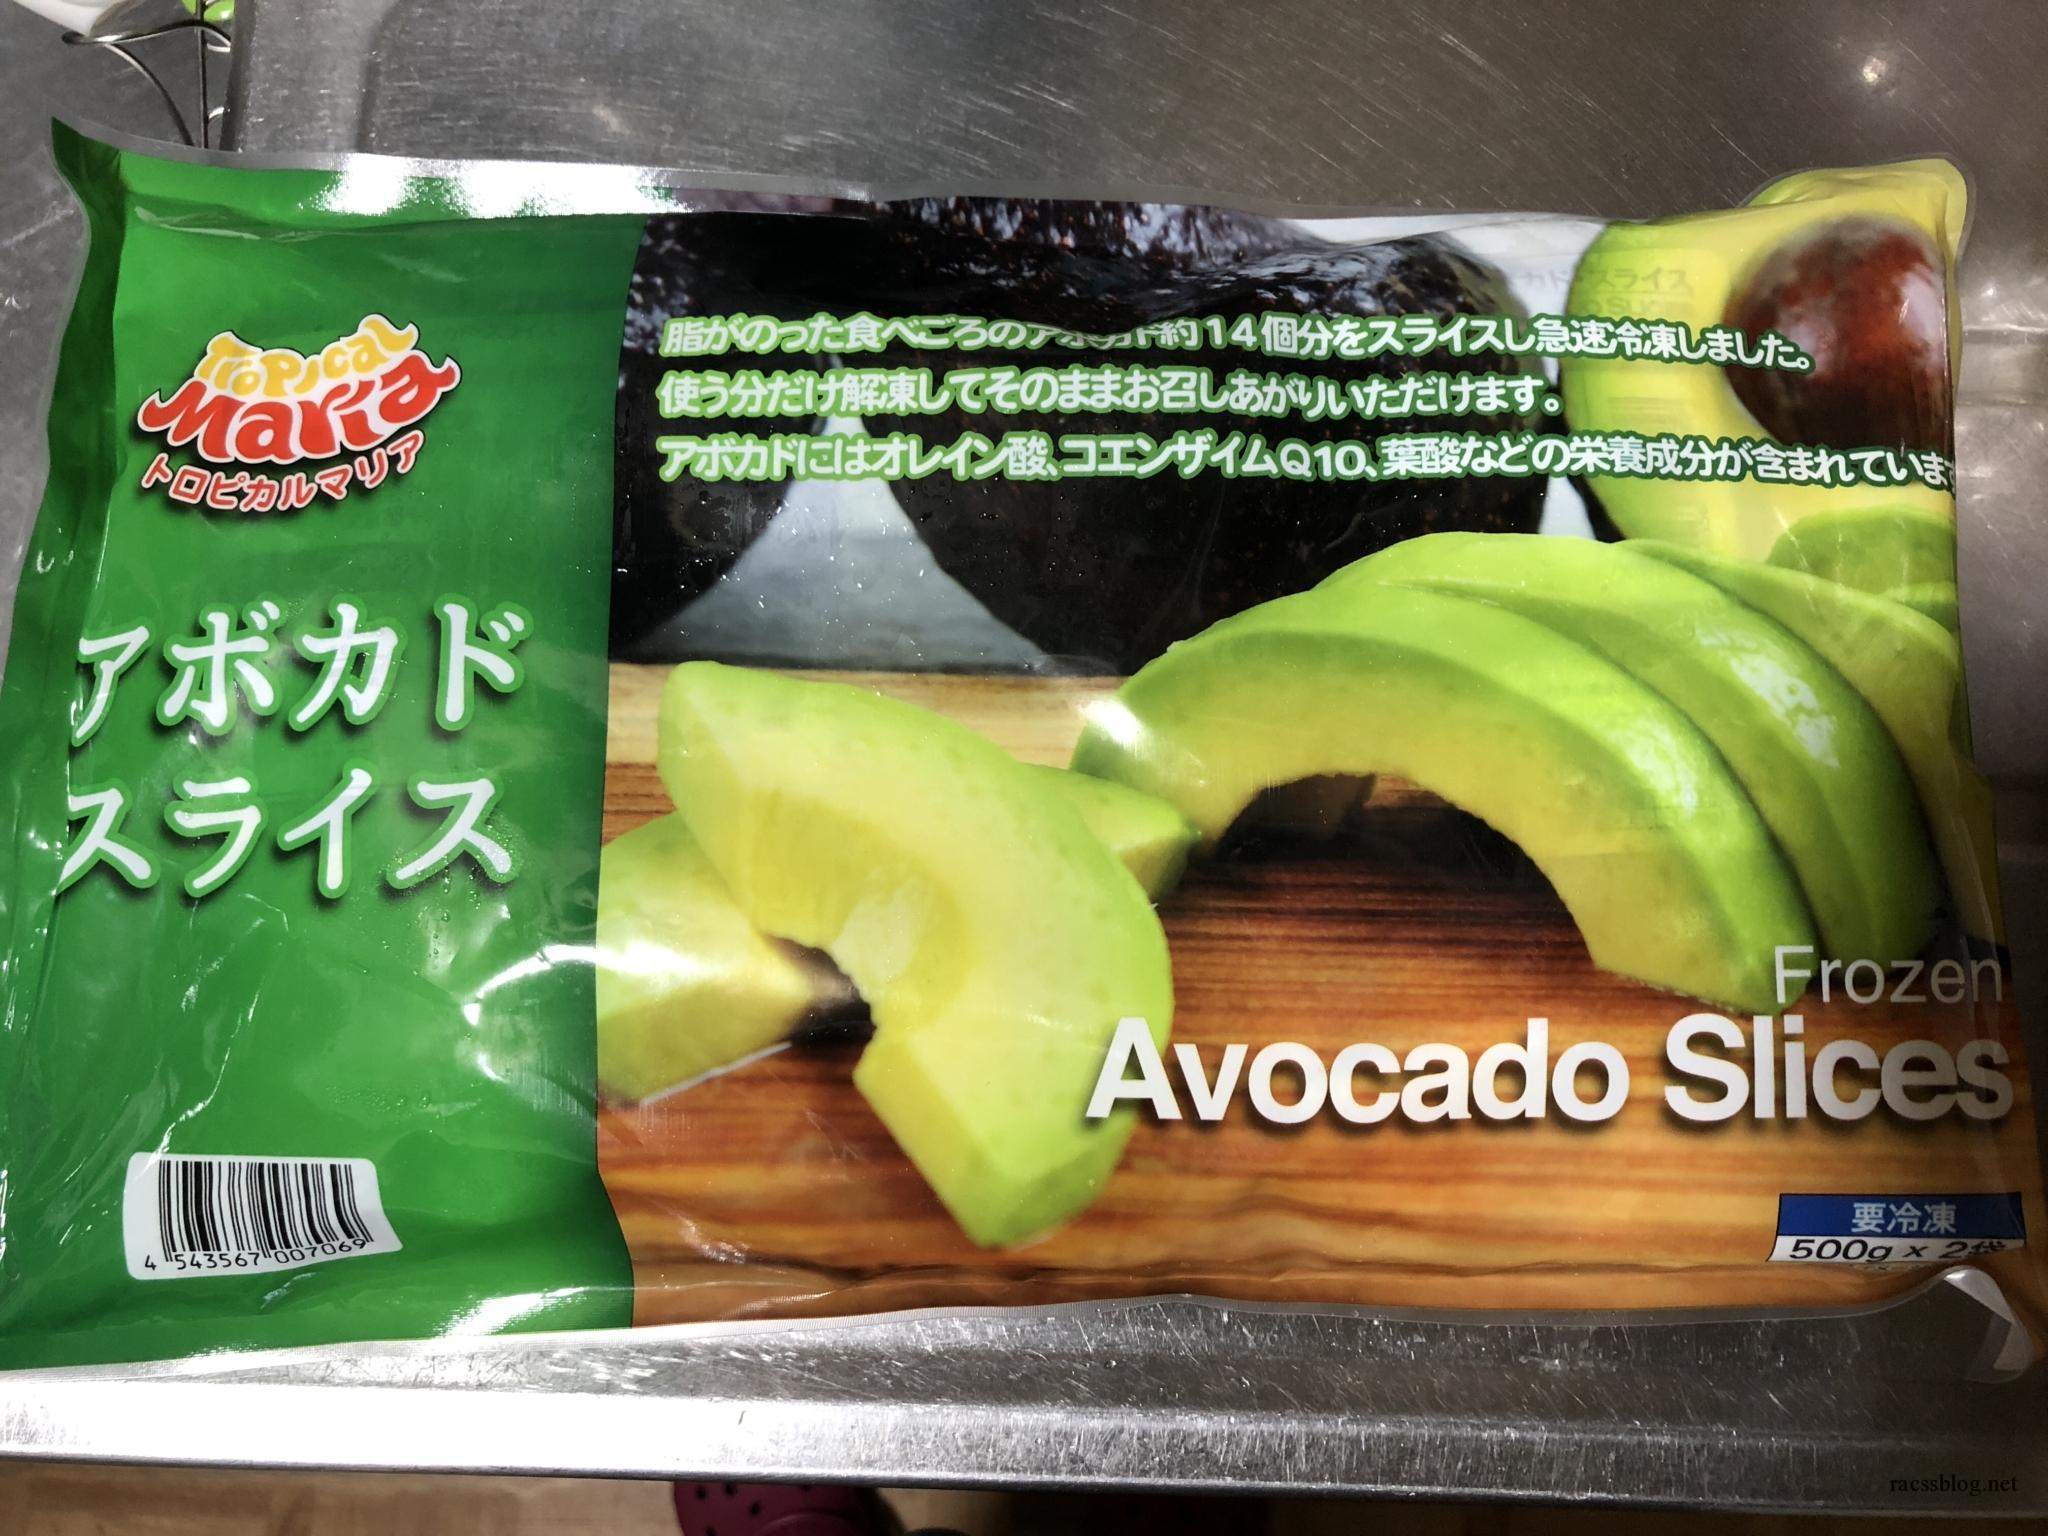 Tropical
Maria
トロピカルマリア
アボカド
スライス
脂がのった食べごろのアボカド約14個分をスライスし急速冷凍しました。
使う分だけ解凍してそのままお召しあがりいただけます。
アボカドにはオレイン酸、コエンザイムQ10、葉酸などの栄養成分が含まれています
Frozen
Avocado Slices
要冷凍
500g × 2袋
4 543567 007069
racssblog.net